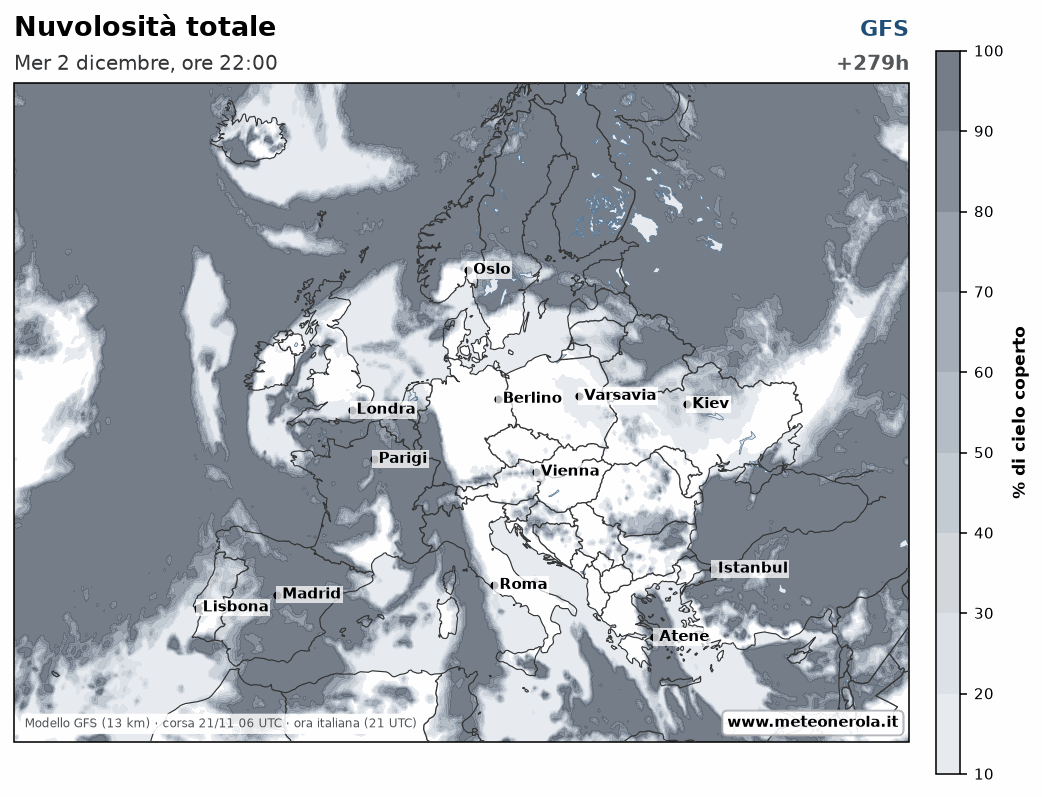 Nuvolosità totale
GFS
Mer 2 dicembre, ore 22:00
+279h
100
90
80
70
60
50
40
30
20
10
% di cielo coperto
Oslo
Berlino
Varsavia
Kiev
Londra
Parigi
Vienna
Istanbul
Roma
Madrid
Lisbona
Atene
Modello GFS (13 km) · corsa 21/11 06 UTC · ora italiana (21 UTC)
www.meteonerola.it